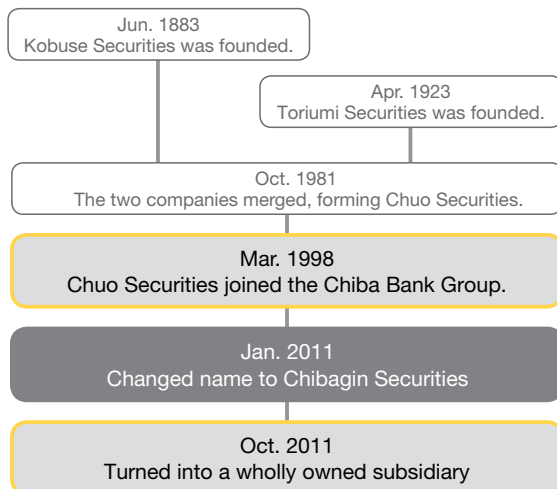 Jun. 1883
Kobuse Securities was founded.
Apr. 1923
Toriumi Securities was founded.
Oct. 1981
The two companies merged, forming Chuo Securities.
Mar. 1998
Chuo Securities joined the Chiba Bank Group.
Jan. 2011
Changed name to Chibagin Securities
Oct. 2011
Turned into a wholly owned subsidiary